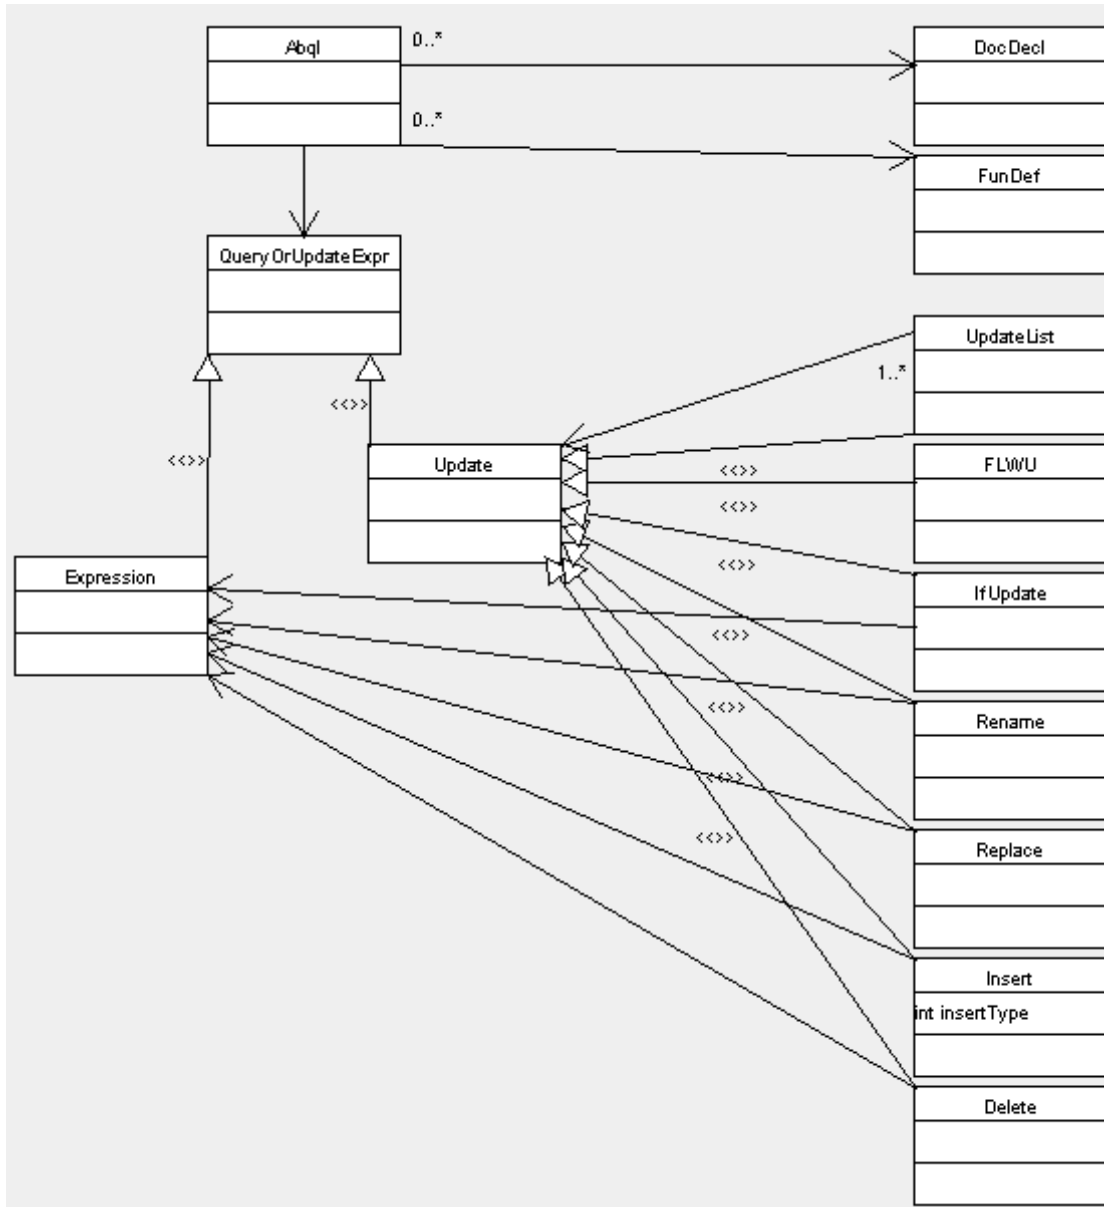 Abql
0..*
DocDecl
0..*
FunDef
QueryOrUpdateExpr
UpdateList
1..*
<<>>
<<>>
Update
<<>>
FLWU
<<>>
Expression
<<>>
IfUpdate
<<>>
Rename
<<>>
<<>>
<<>>
Replace
Insert
int insertType
Delete